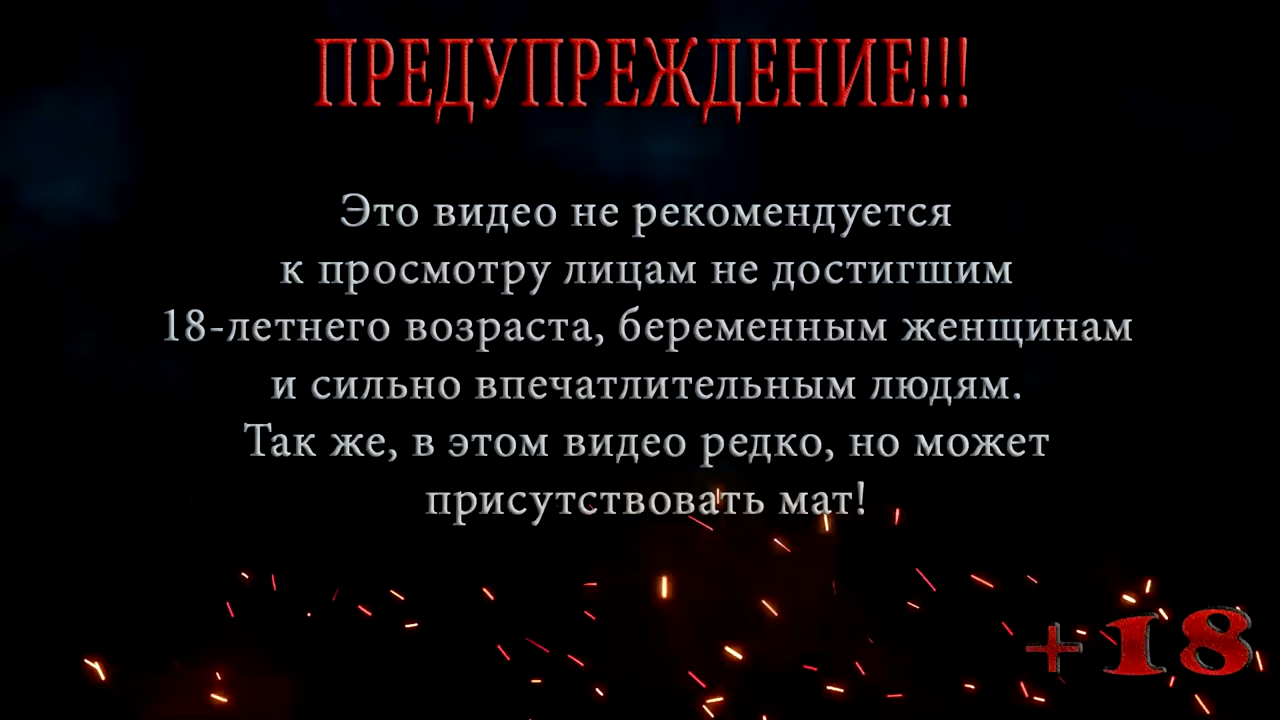 ПРЕДУПРЕЖДЕНИЕ!!!
Это видео не рекомендуется
к просмотру лицам не достигшим
18-летнего возраста, беременным женщинам
и сильно впечатлительным людям.
Так же, в этом видео редко, но может
присутствовать мат!
+18